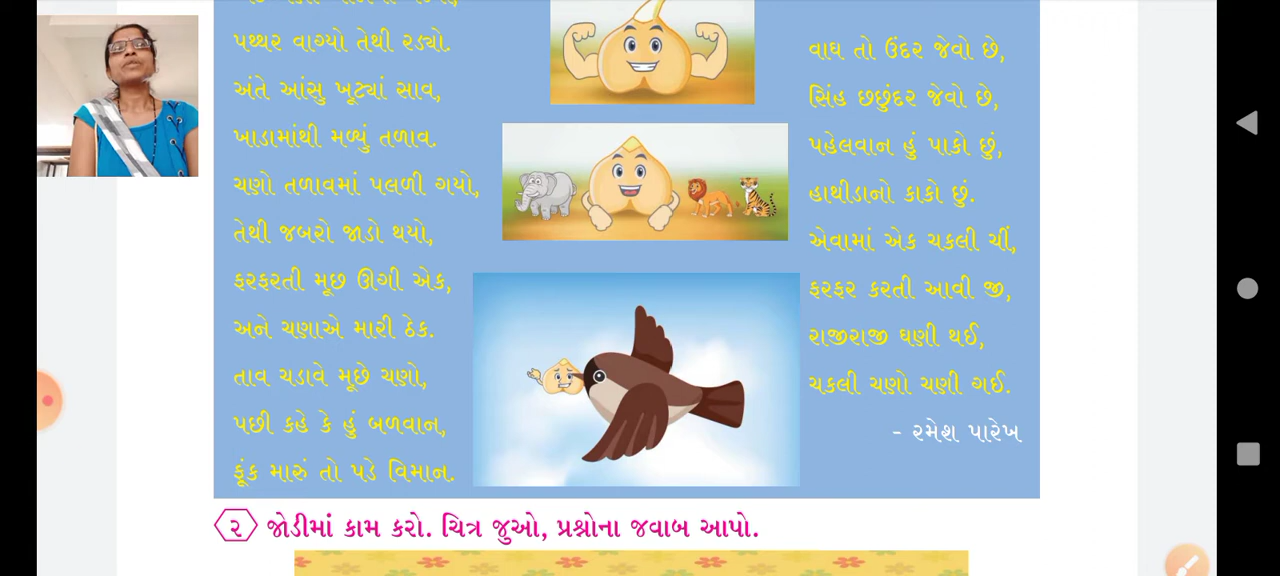 પથ્થર વાગ્યો તેથી રડ્યો.
અંતે આંસુ ખૂટ્યાં સાવ,
ખાડામાંથી મળ્યું તળાવ.
ચણો તળાવમાં પલળી ગયો,
તેથી જબરો જાડો થયો,
ફરફરતી મૂછ ઊગી એક,
અને ચણાએ મારી ઠેક.
તાવ ચડાવે મૂછે ચણો,
પછી કહે કે હું બળવાન,
ફૂંક મારું તો પડે વિમાન.
વાઘ તો ઉંદર જેવો છે,
સિંહ છછુંદર જેવો છે,
પહેલવાન હું પાકો છું,
હાથીડાનો કાકો છું.
એવામાં એક ચકલી ચીં,
ફરફર કરતી આવી જી,
રાજીરાજી ઘણી થઈ,
ચકલી ચણો ચણી ગઈ.
- રમેશ પારેખ
૨ જોડીમાં કામ કરો. ચિત્ર જુઓ, પ્રશ્નોના જવાબ આપો.